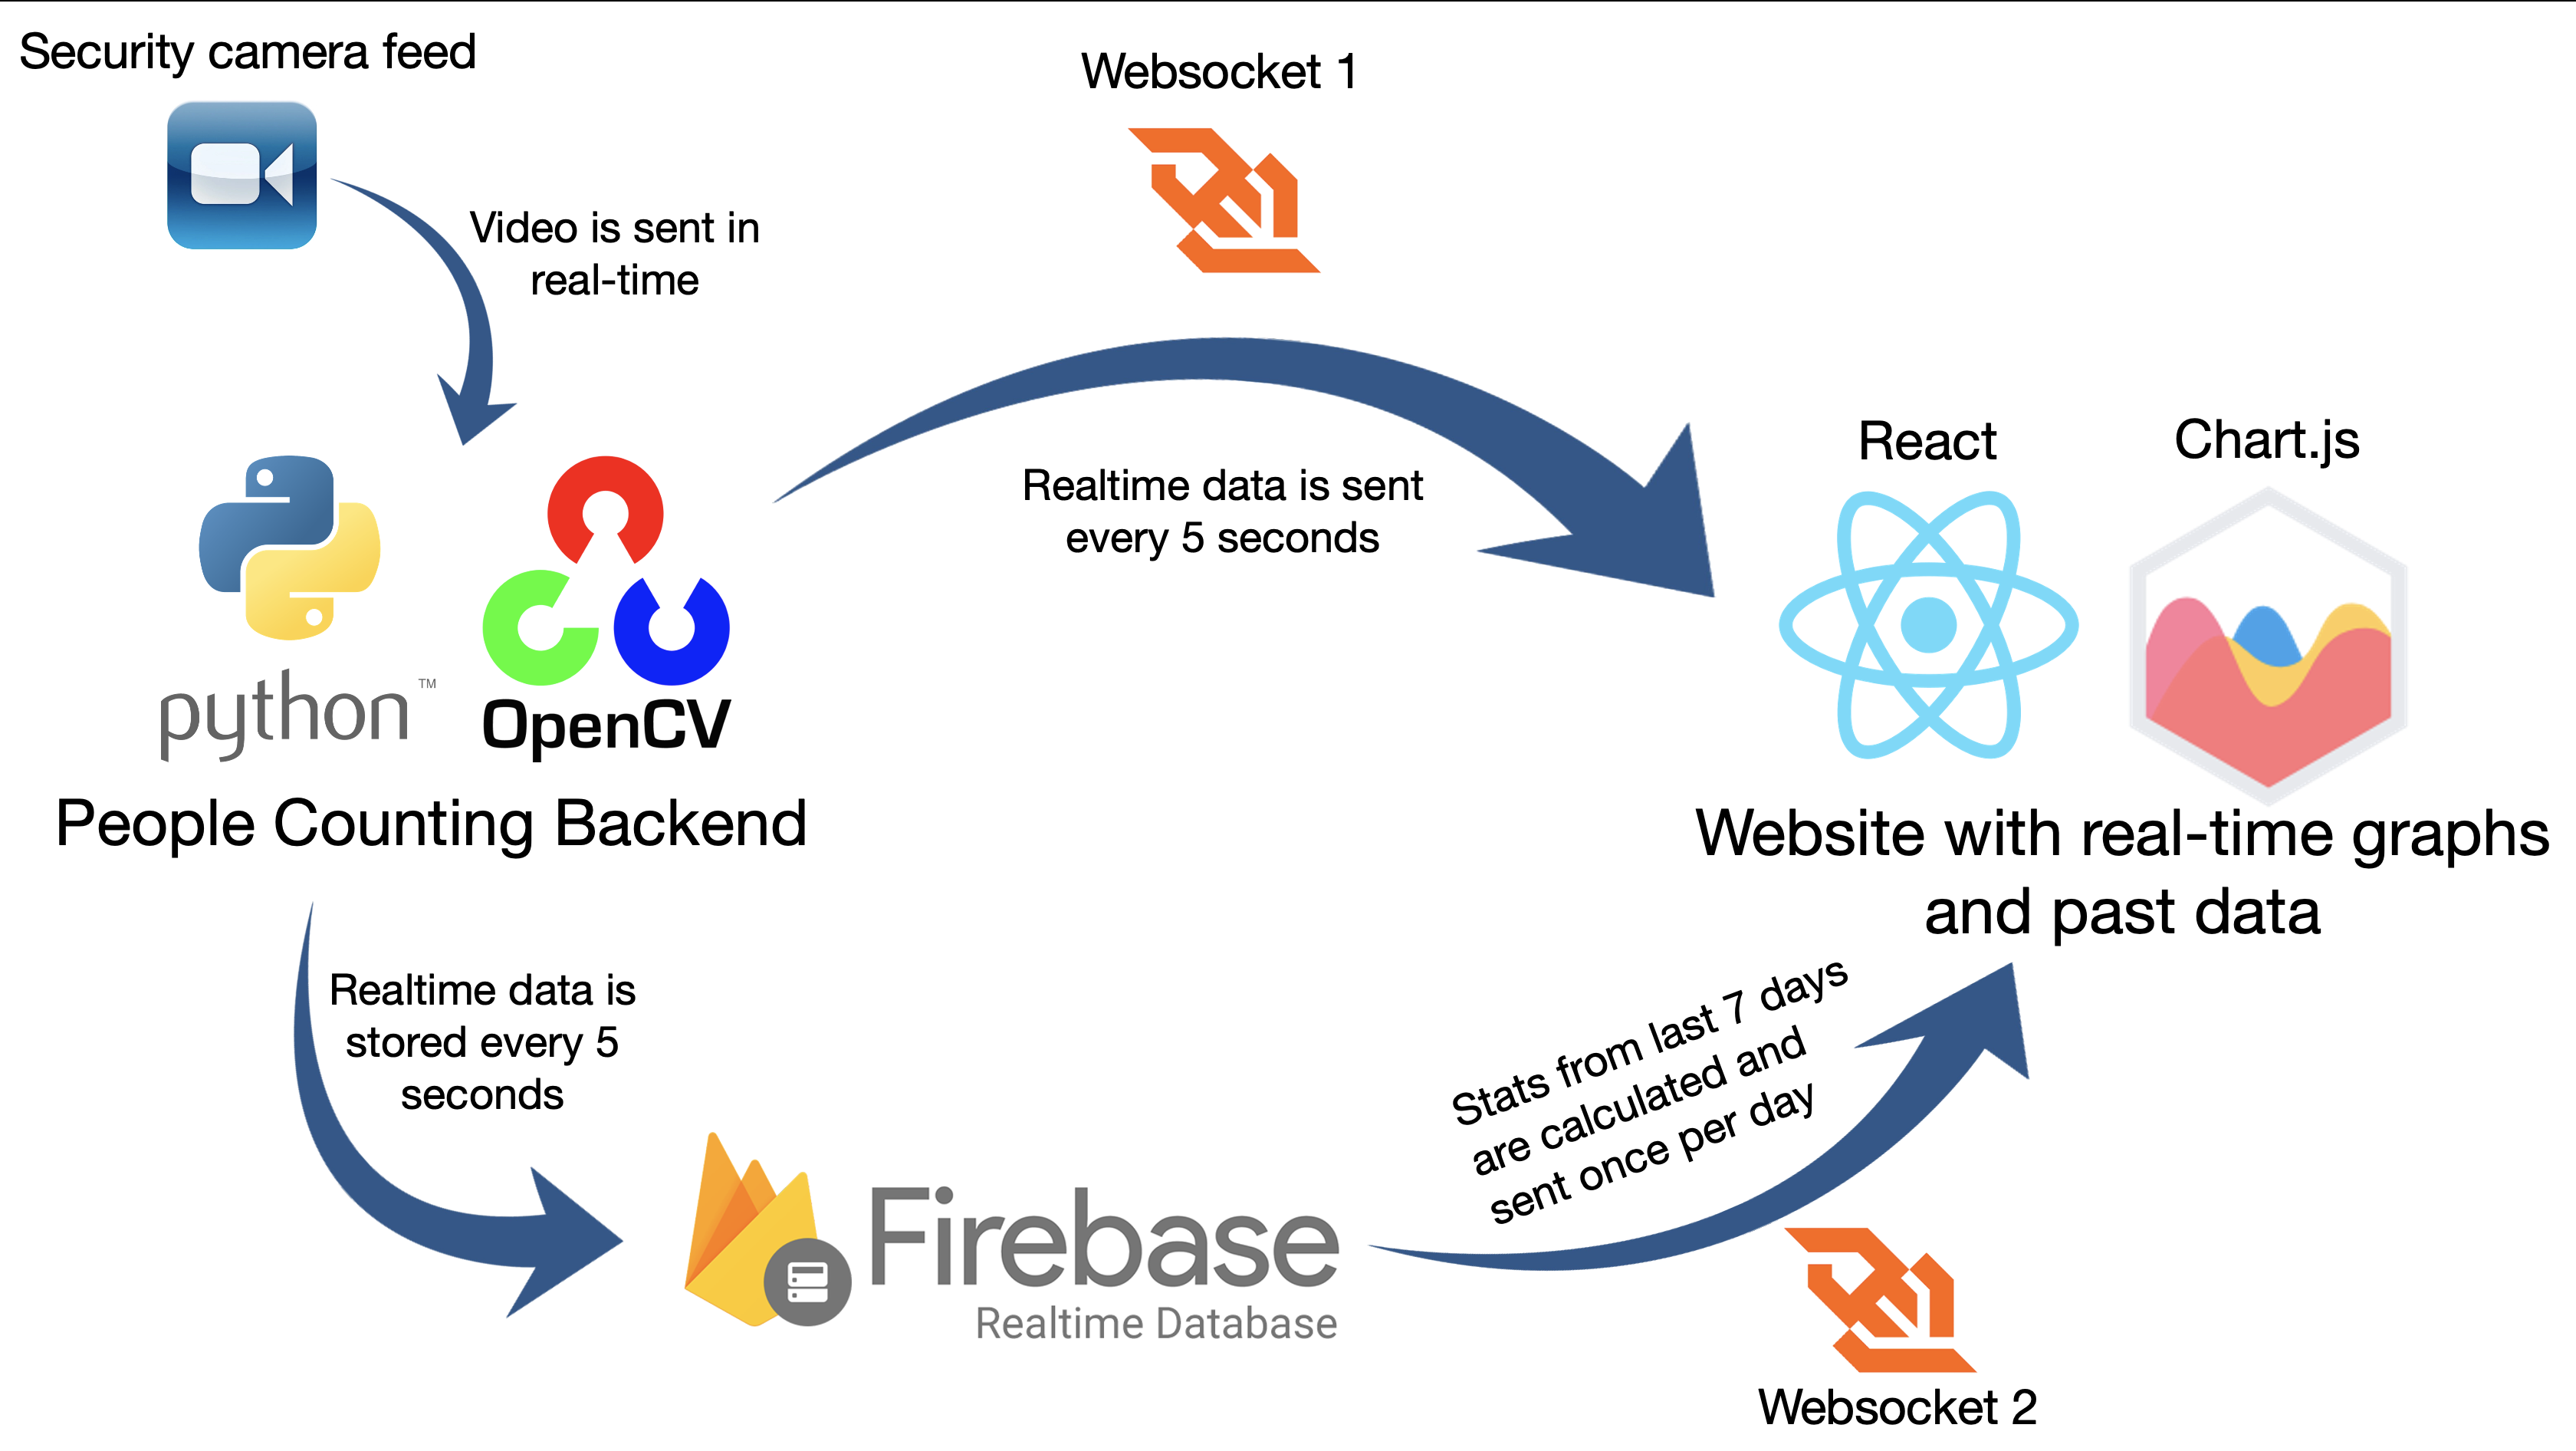 Security camera feed
Video is sent in
real-time
Websocket 1
Realtime data is sent
every 5 seconds
python™
OpenCV
People Counting Backend
React
Chart.js
Website with real-time graphs
and past data
Realtime data is
stored every 5
seconds
Firebase
Realtime Database
Stats from last 7 days
are calculated and
sent once per day
Websocket 2